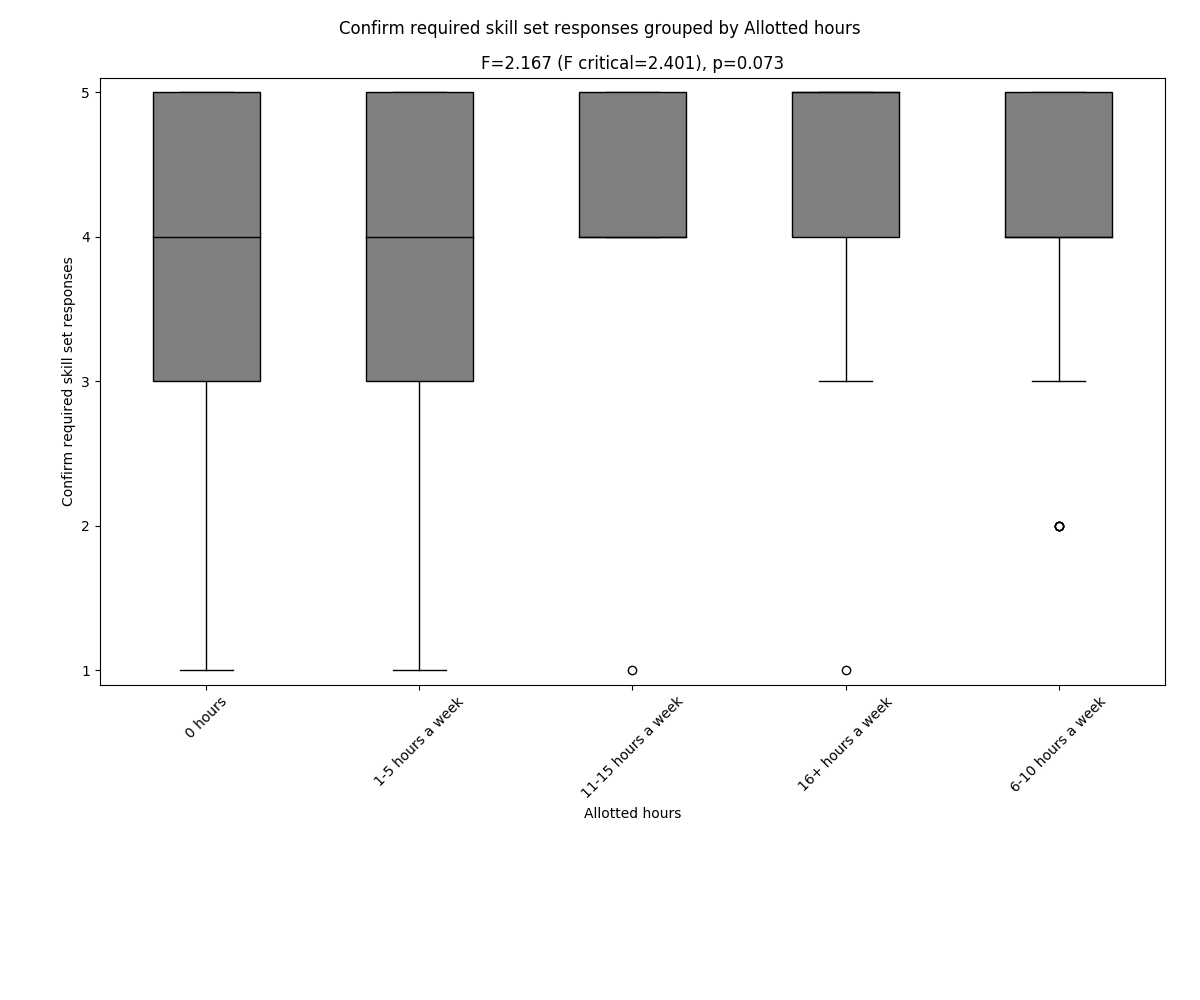 Confirm required skill set responses grouped by Allotted hours
F=2.167 (F critical=2.401), p=0.073
Confirm required skill set responses
5
4
3
2
1
0 hours
1-5 hours a week
11-15 hours a week
16+ hours a week
6-10 hours a week
Allotted hours